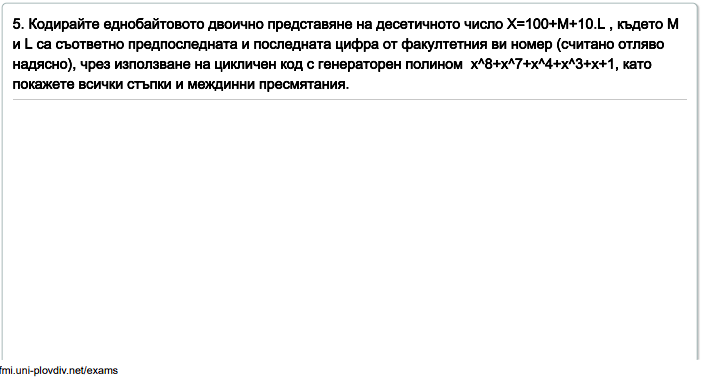 5. Кодирайте еднобайтовото двоично представяне на десетичното число X=100+M+10.L , където M
и L са съответно предпоследната и последната цифра от факултетния ви номер (считано отляво
надясно), чрез използване на цикличен код с генераторен полином x^8+x^7+x^4+x^3+x+1, като
покажете всички стъпки и междинни пресмятания.
fmi.uni-plovdiv.net/exams